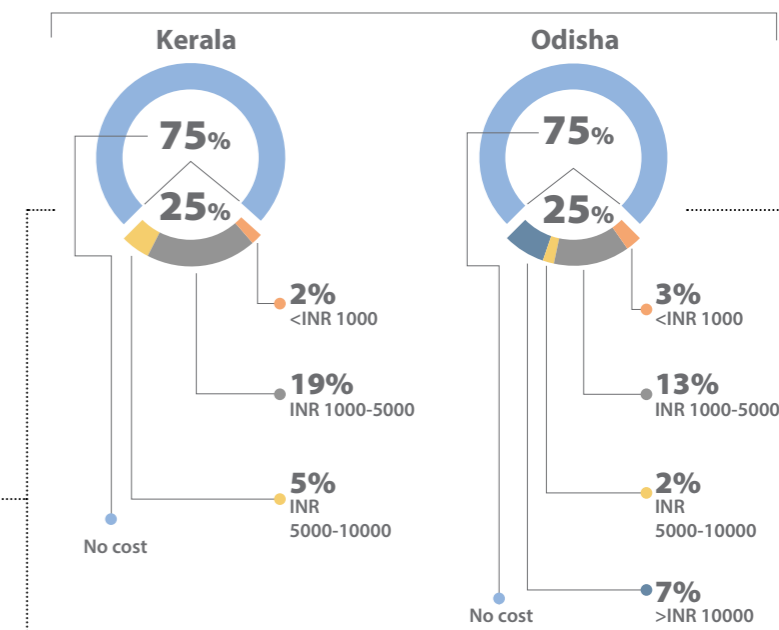 Kerala
75%
25%
2%
<INR 1000
19%
INR 1000-5000
5%
INR
5000-10000
No cost
Odisha
75%
25%
3%
<INR 1000
13%
INR 1000-5000
2%
INR
5000-10000
7%
>INR 10000
No cost